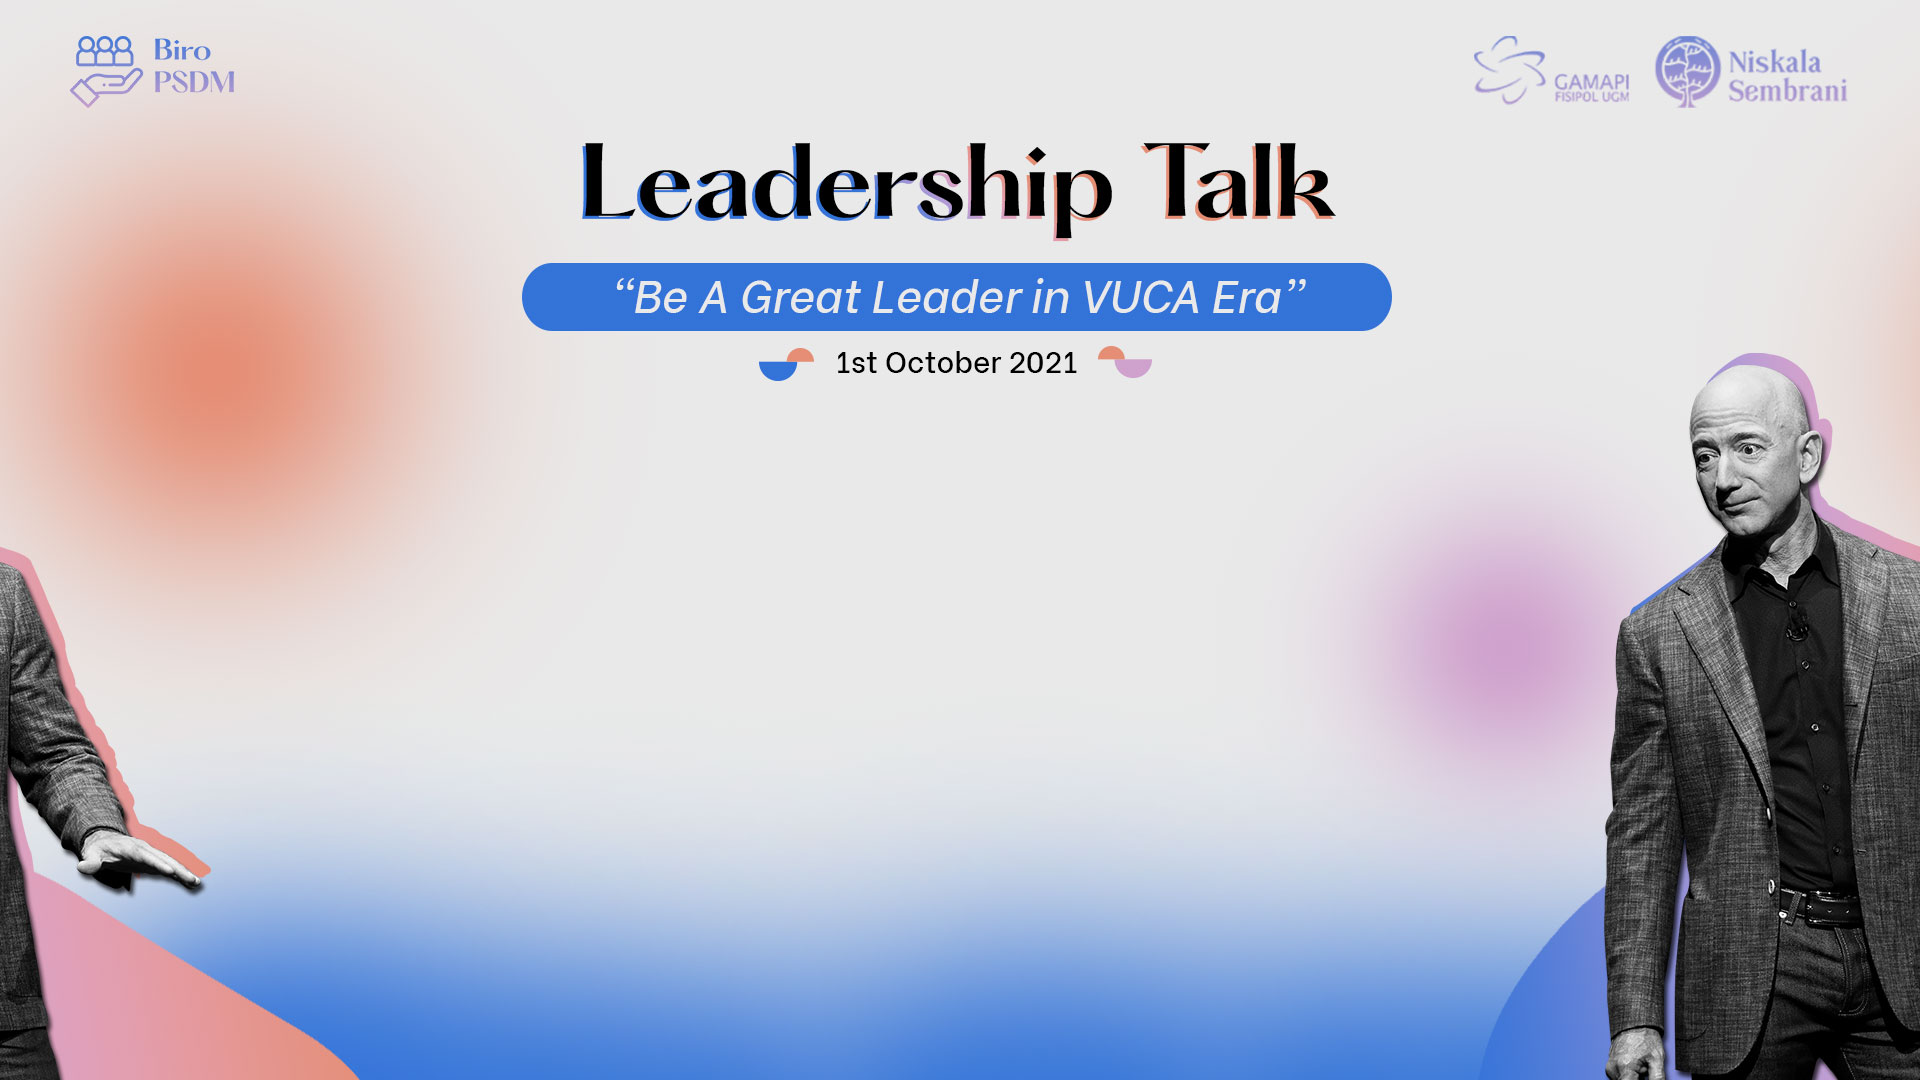 Biro
PSDM
GAMAPI
FISIPOL UGM
Niskala
Sembrani
Leadership Talk
“Be A Great Leader in VUCA Era”
1st October 2021